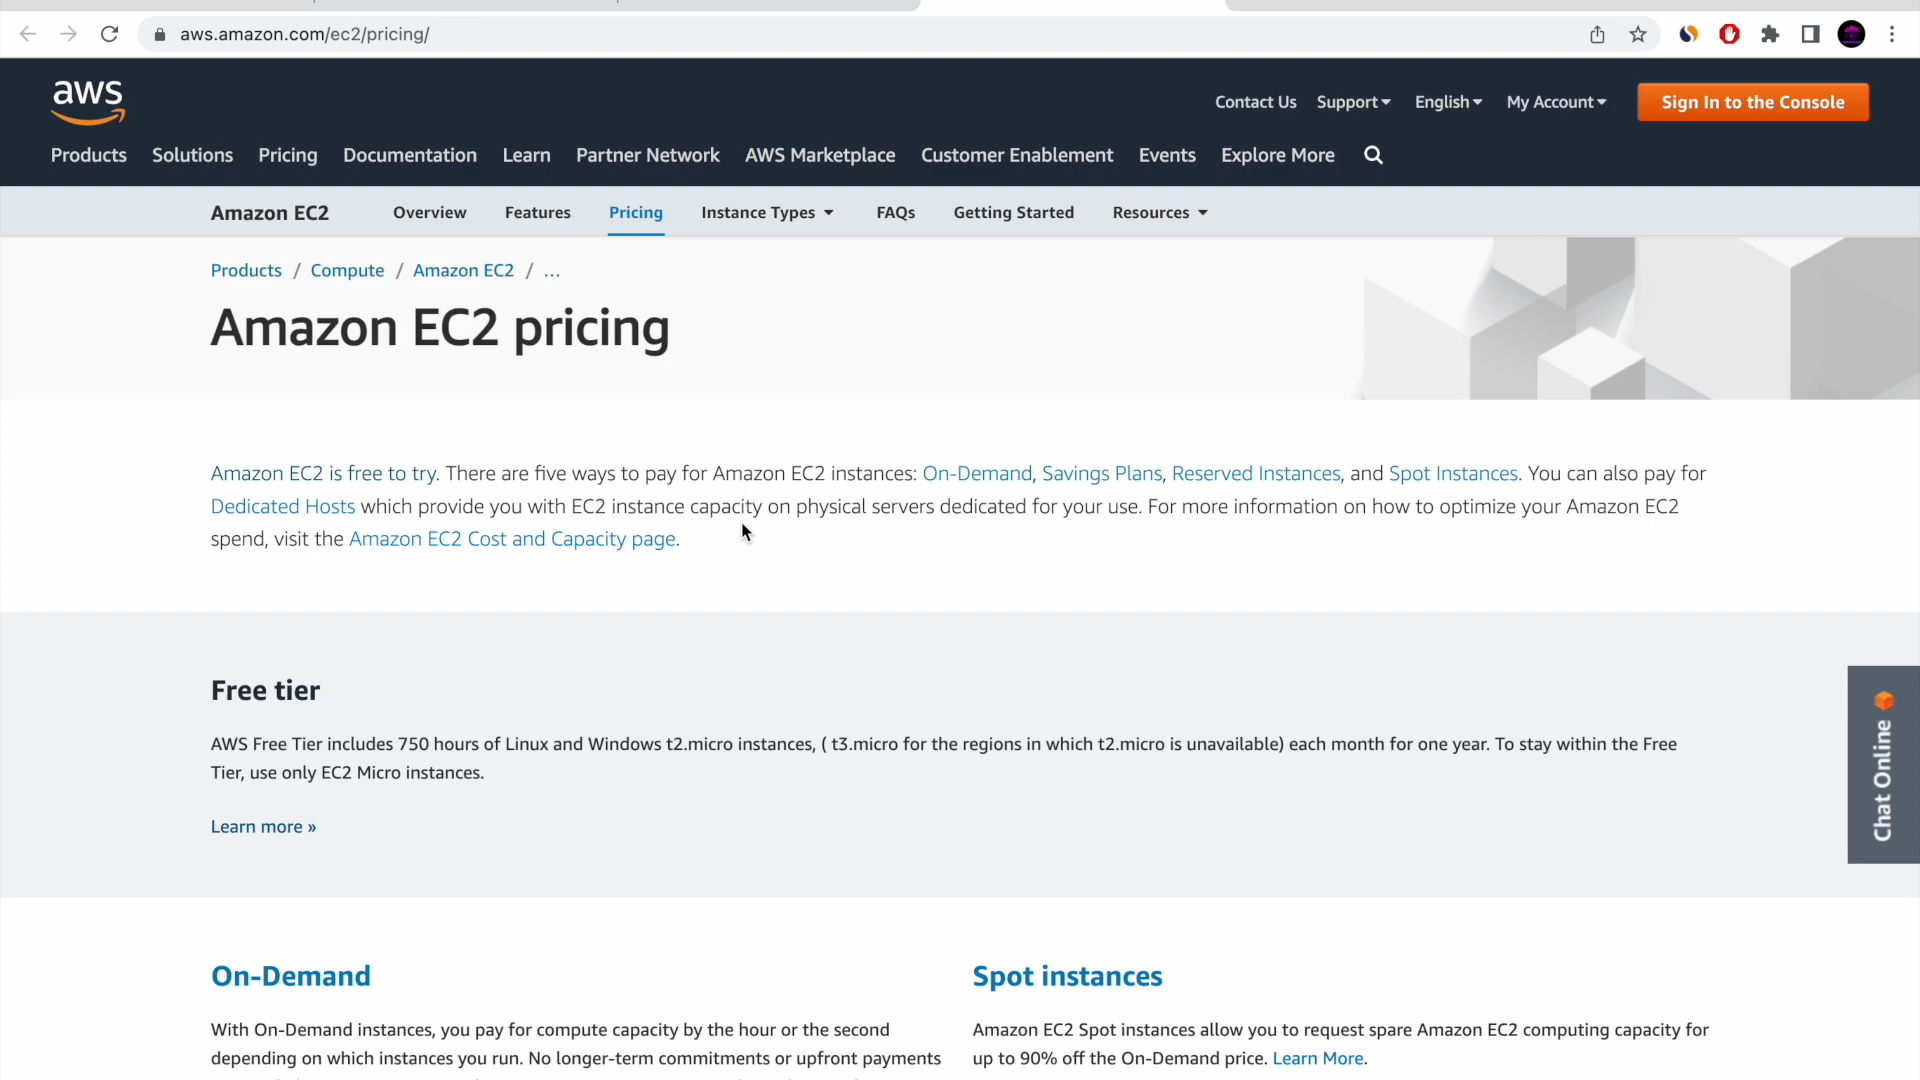 aws.amazon.com/ec2/pricing/
aws
Contact Us Support English My Account Sign In to the Console
Products Solutions Pricing Documentation Learn Partner Network AWS Marketplace Customer Enablement Events Explore More
Amazon EC2 Overview Features Pricing Instance Types FAQs Getting Started Resources
Products / Compute / Amazon EC2 / ...
Amazon EC2 pricing
Amazon EC2 is free to try. There are five ways to pay for Amazon EC2 instances: On-Demand, Savings Plans, Reserved Instances, and Spot Instances. You can also pay for
Dedicated Hosts which provide you with EC2 instance capacity on physical servers dedicated for your use. For more information on how to optimize your Amazon EC2
spend, visit the Amazon EC2 Cost and Capacity page.
Free tier
AWS Free Tier includes 750 hours of Linux and Windows t2.micro instances, ( t3.micro for the regions in which t2.micro is unavailable) each month for one year. To stay within the Free
Tier, use only EC2 Micro instances.
Learn more »
Chat Online
On-Demand
With On-Demand instances, you pay for compute capacity by the hour or the second
depending on which instances you run. No longer-term commitments or upfront payments
Spot instances
Amazon EC2 Spot instances allow you to request spare Amazon EC2 computing capacity for
up to 90% off the On-Demand price. Learn More.